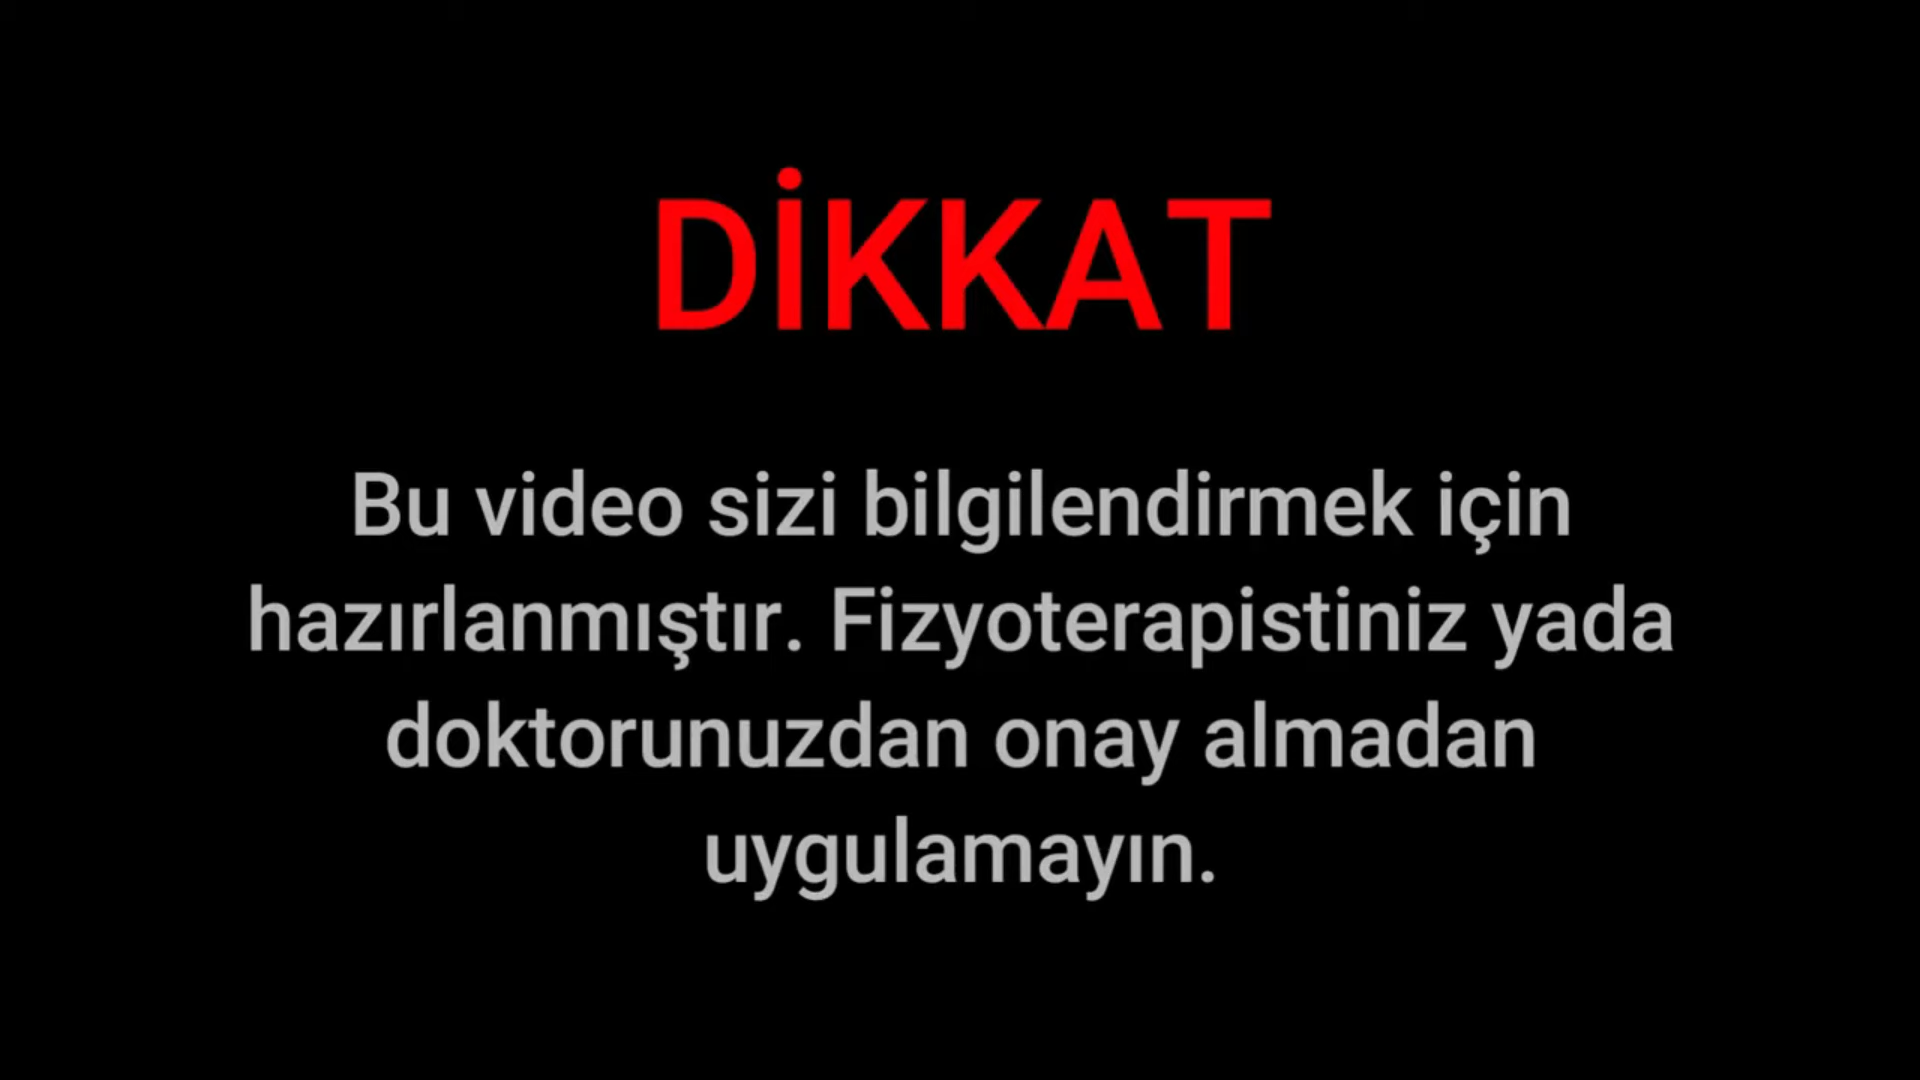 DİKKAT
Bu video sizi bilgilendirmek için
hazırlanmıştır. Fizyoterapistiniz yada
doktorunuzdan onay almadan
uygulamayın.